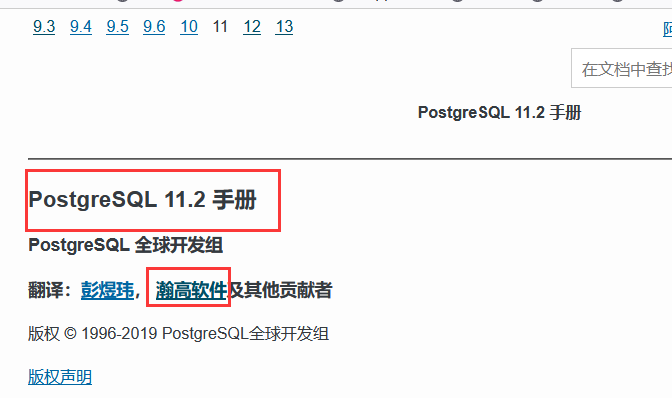 9.3 9.4 9.5 9.6 10 11 12 13
在文档中查
PostgreSQL 11.2 手册
PostgreSQL 11.2 手册
PostgreSQL 全球开发组
翻译：彭煜玮，瀚高软件及其他贡献者
版权 © 1996-2019 PostgreSQL全球开发组
版权声明